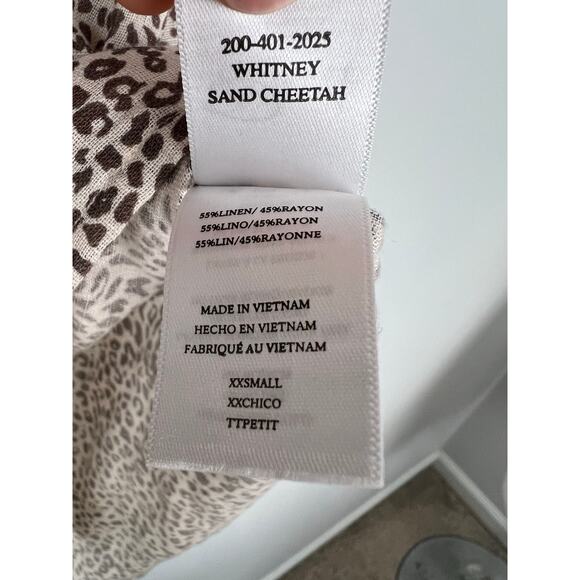 200-401-2025
WHITNEY
SAND CHEETAH
55%LINEN/ 45%RAYON
55%LINO/45%RAYON
55%LIN/45%RAYONNE
MADE IN VIETNAM
HECHO EN VIETNAM
FABRIQUÉ AU VIETNAM
XXSMALL
XXCHICO
TTPETIT